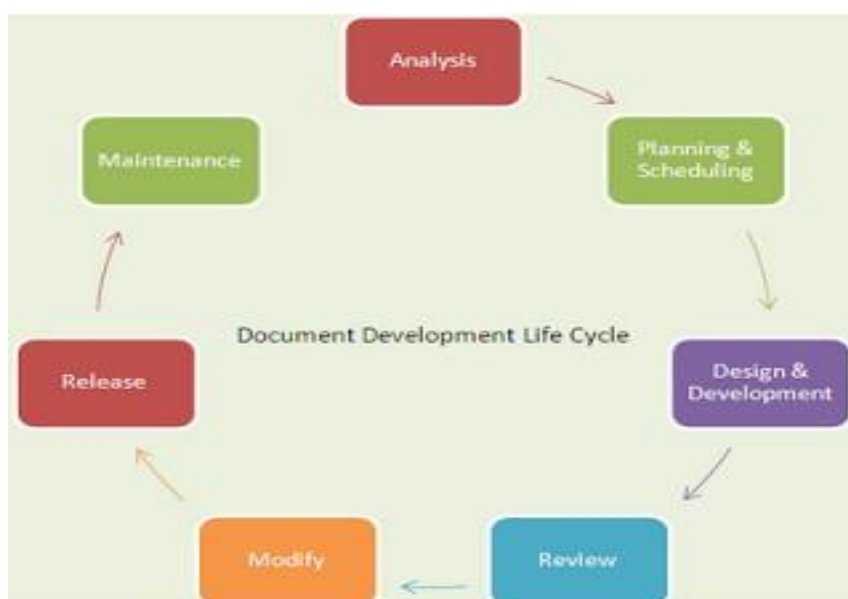 Analysis
Planning &
Scheduling
Design &
Development
Review
Modify
Release
Maintenance
Document Development Life Cycle